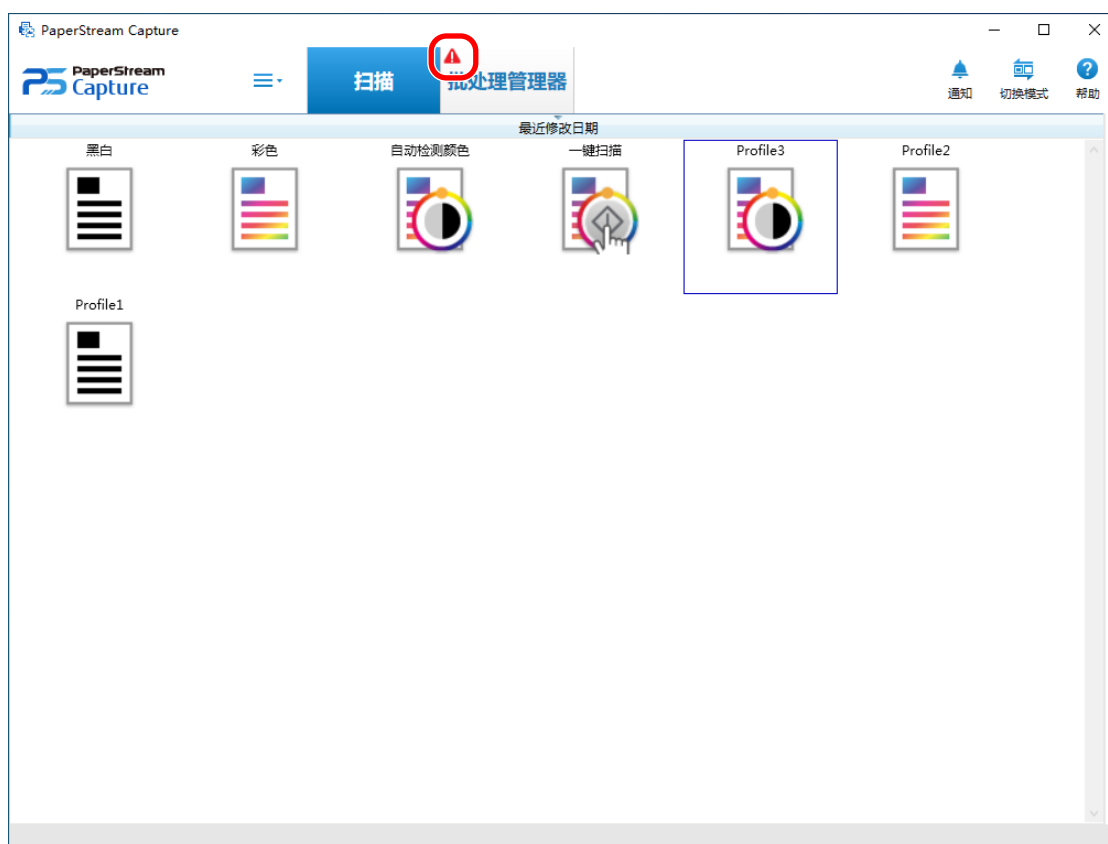 PaperStream Capture
PS PaperStream Capture
扫描
批处理管理器
通知
切换模式
帮助
最近修改日期
黑白
彩色
自动检测颜色
一键扫描
Profile3
Profile2
Profile1